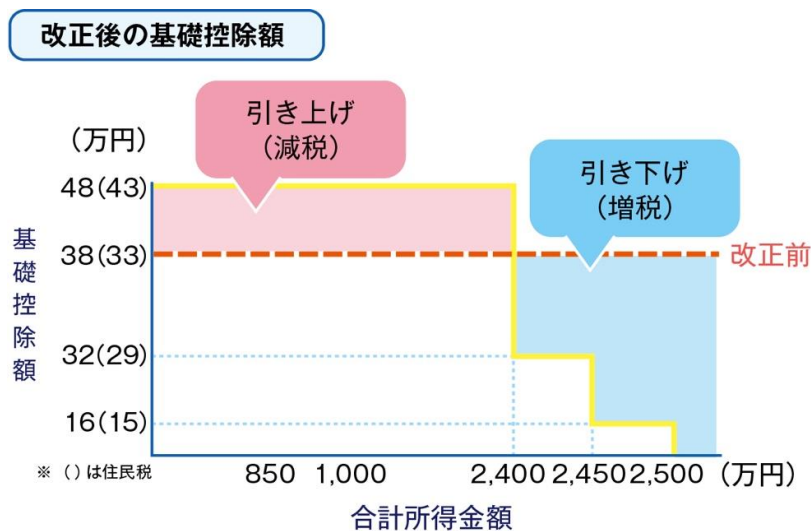 改正後の基礎控除額
引き上げ
(減税)
(万円)
引き下げ
(増税)
48(43)
38(33)
改正前
基礎控除額
32(29)
16(15)
※ ( )は住民税
850 1,000 2,400 2,450 2,500 (万円)
合計所得金額